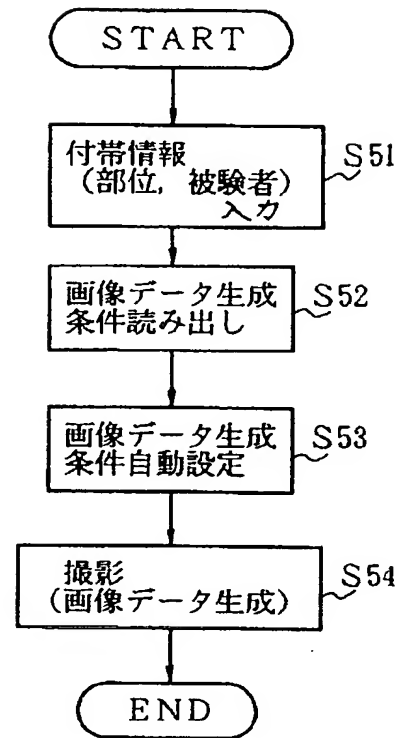 START
付帯情報
(部位, 被験者)
入力
S51
画像データ生成
条件読み出し
S52
画像データ生成
条件自動設定
S53
撮影
(画像データ生成)
S54
END